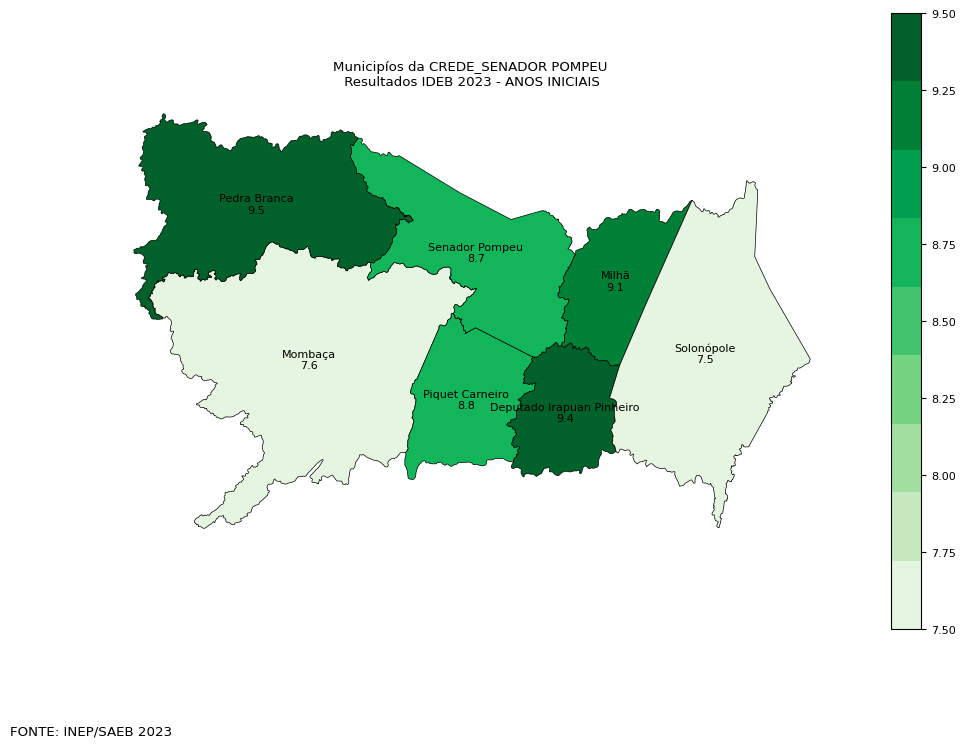 Municipíos da CREDE_SENADOR POMPEU
Resultados IDEB 2023 - ANOS INICIAIS
Pedra Branca
9.5
Senador Pompeu
8.7
Milhã
9.1
Mombaça
7.6
Solonópole
7.5
Piquet Carneiro
8.8
Deputado Irapuan Pinheiro
9.4
9.50
9.25
9.00
8.75
8.50
8.25
8.00
7.75
7.50
FONTE: INEP/SAEB 2023